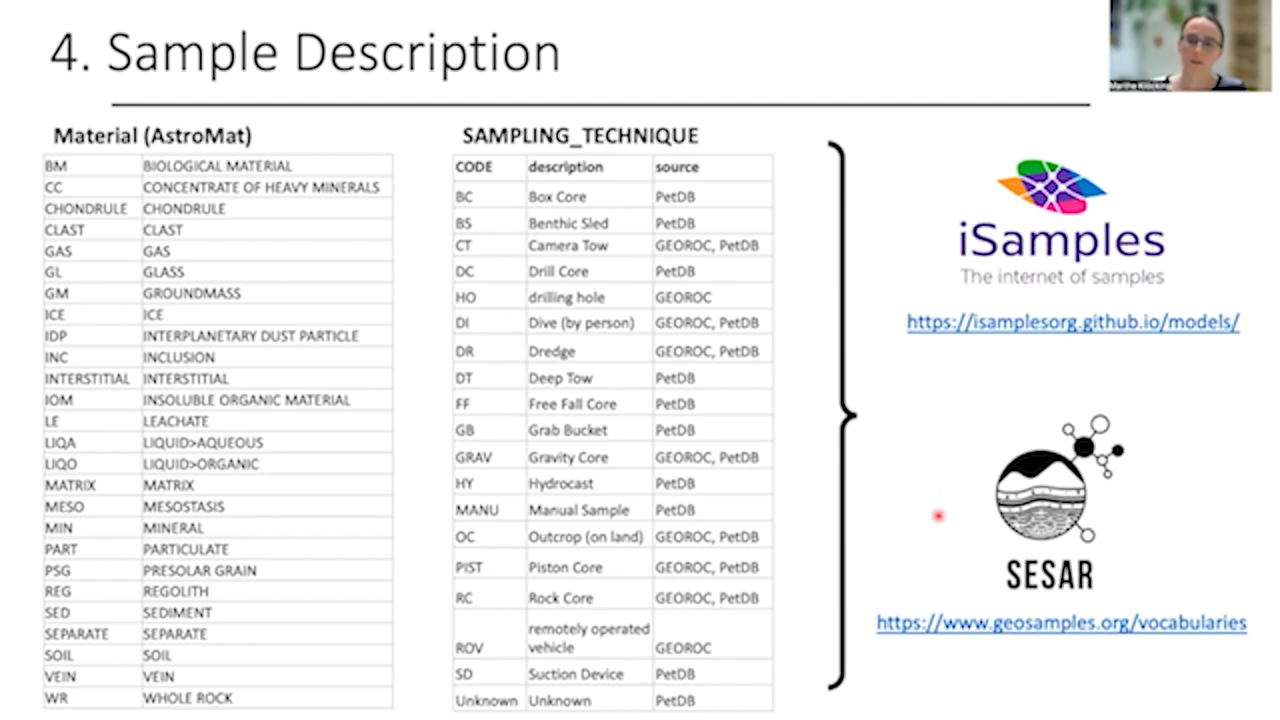 4. Sample Description
Marthe Klöcking
Material (AstroMat)
BM BIOLOGICAL MATERIAL
CC CONCENTRATE OF HEAVY MINERALS
CHONDRULE CHONDRULE
CLAST CLAST
GAS GAS
GL GLASS
GM GROUNDMASS
ICE ICE
IDP INTERPLANETARY DUST PARTICLE
INC INCLUSION
INTERSTITIAL INTERSTITIAL
IOM INSOLUBLE ORGANIC MATERIAL
LE LEACHATE
LIQA LIQUID>AQUEOUS
LIQO LIQUID>ORGANIC
MATRIX MATRIX
MESO MESOSTASIS
MIN MINERAL
PART PARTICULATE
PSG PRESOLAR GRAIN
REG REGOLITH
SED SEDIMENT
SEPARATE SEPARATE
SOIL SOIL
VEIN VEIN
WR WHOLE ROCK
SAMPLING_TECHNIQUE
CODE description source
BC Box Core PetDB
BS Benthic Sled PetDB
CT Camera Tow GEOROC, PetDB
DC Drill Core PetDB
HO drilling hole GEOROC
DI Dive (by person) GEOROC, PetDB
DR Dredge GEOROC, PetDB
DT Deep Tow PetDB
FF Free Fall Core PetDB
GB Grab Bucket PetDB
GRAV Gravity Core GEOROC, PetDB
HY Hydrocast PetDB
MANU Manual Sample PetDB
OC Outcrop (on land) GEOROC, PetDB
PIST Piston Core GEOROC, PetDB
RC Rock Core GEOROC, PetDB
remotely operated
ROV vehicle GEOROC
SD Suction Device PetDB
Unknown Unknown PetDB
iSamples
The internet of samples
https://isamplesorg.github.io/models/
SESAR
https://www.geosamples.org/vocabularies